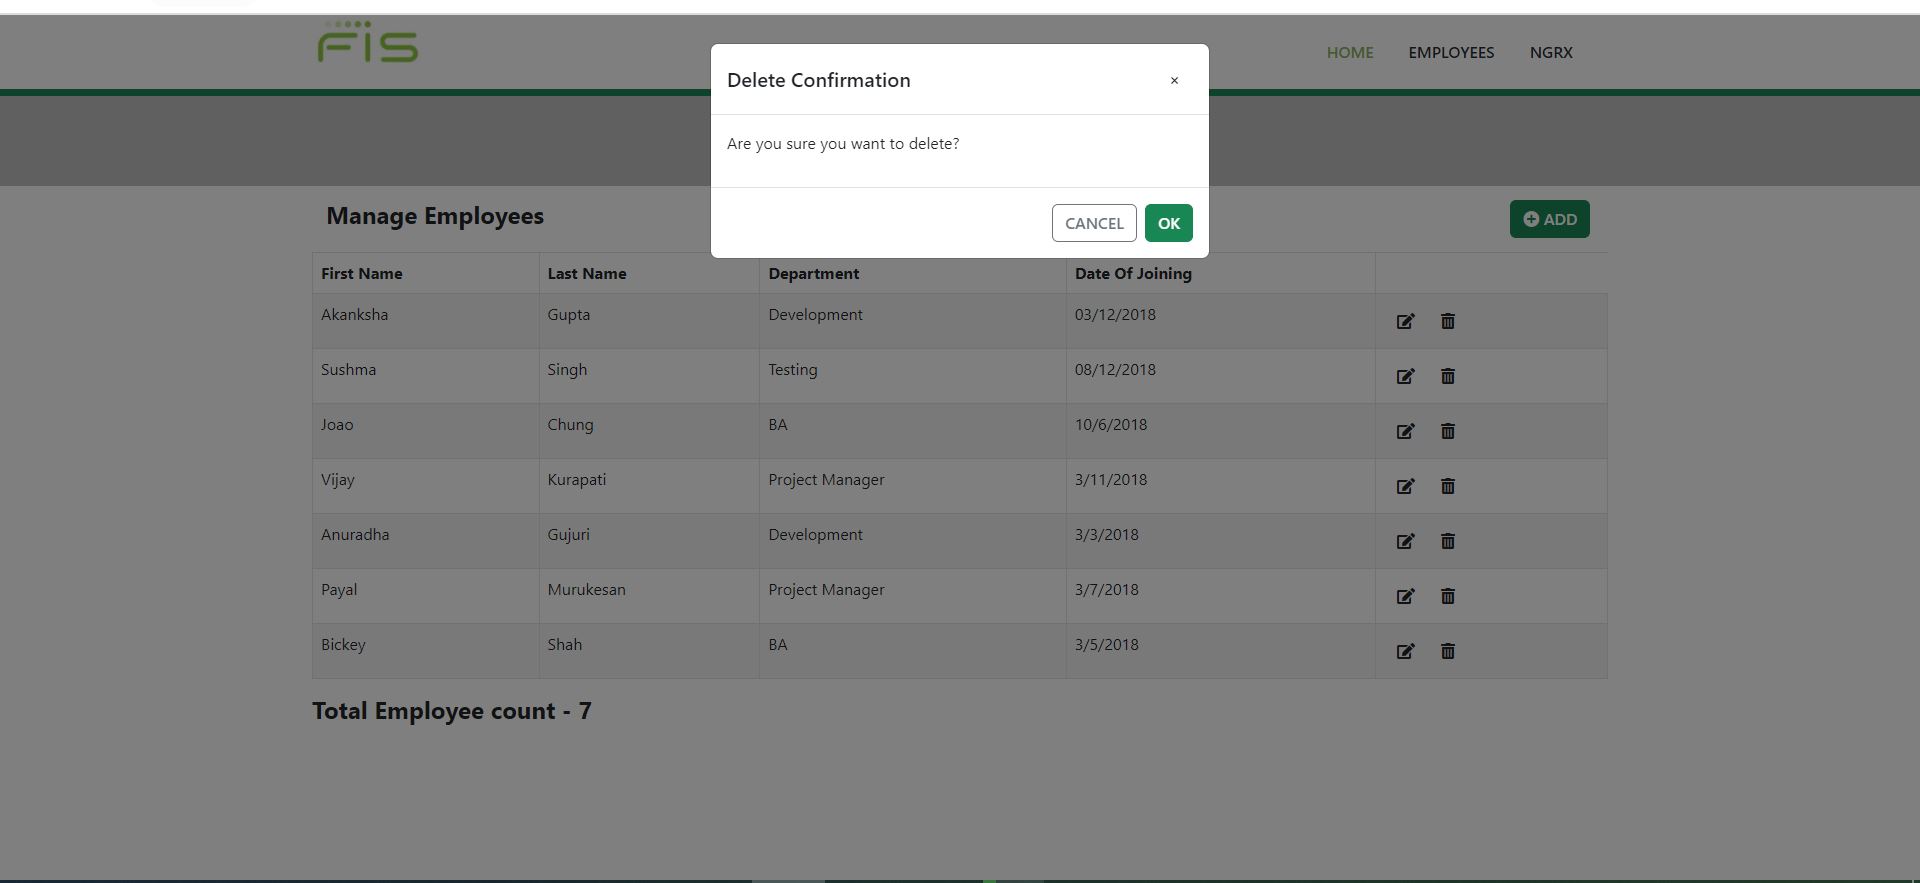 FIS
HOME EMPLOYEES NGRX
Delete Confirmation ×
Are you sure you want to delete?
CANCEL OK
Manage Employees ADD
First Name Last Name Department Date Of Joining
Akanksha Gupta Development 03/12/2018
Sushma Singh Testing 08/12/2018
Joao Chung BA 10/6/2018
Vijay Kurapati Project Manager 3/11/2018
Anuradha Gujuri Development 3/3/2018
Payal Murukesan Project Manager 3/7/2018
Bickey Shah BA 3/5/2018
Total Employee count - 7